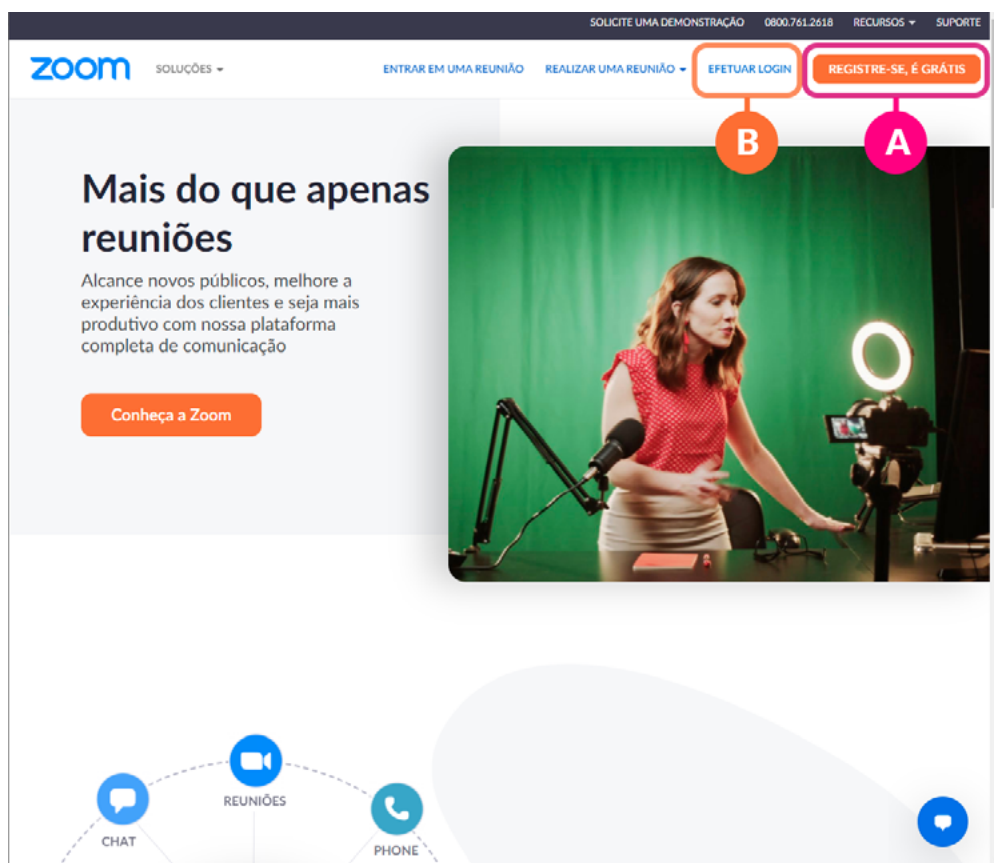 SOLICITE UMA DEMONSTRAÇÃO 0800.761.2618 RECURSOS SUPORTE
zoom SOLUÇÕES ENTRAR EM UMA REUNIÃO REALIZAR UMA REUNIÃO EFETUAR LOGIN REGISTRE-SE, É GRÁTIS
B A
Mais do que apenas
reuniões
Alcance novos públicos, melhore a
experiência dos clientes e seja mais
produtivo com nossa plataforma
completa de comunicação
Conheça a Zoom
REUNIÕES
CHAT
PHONE